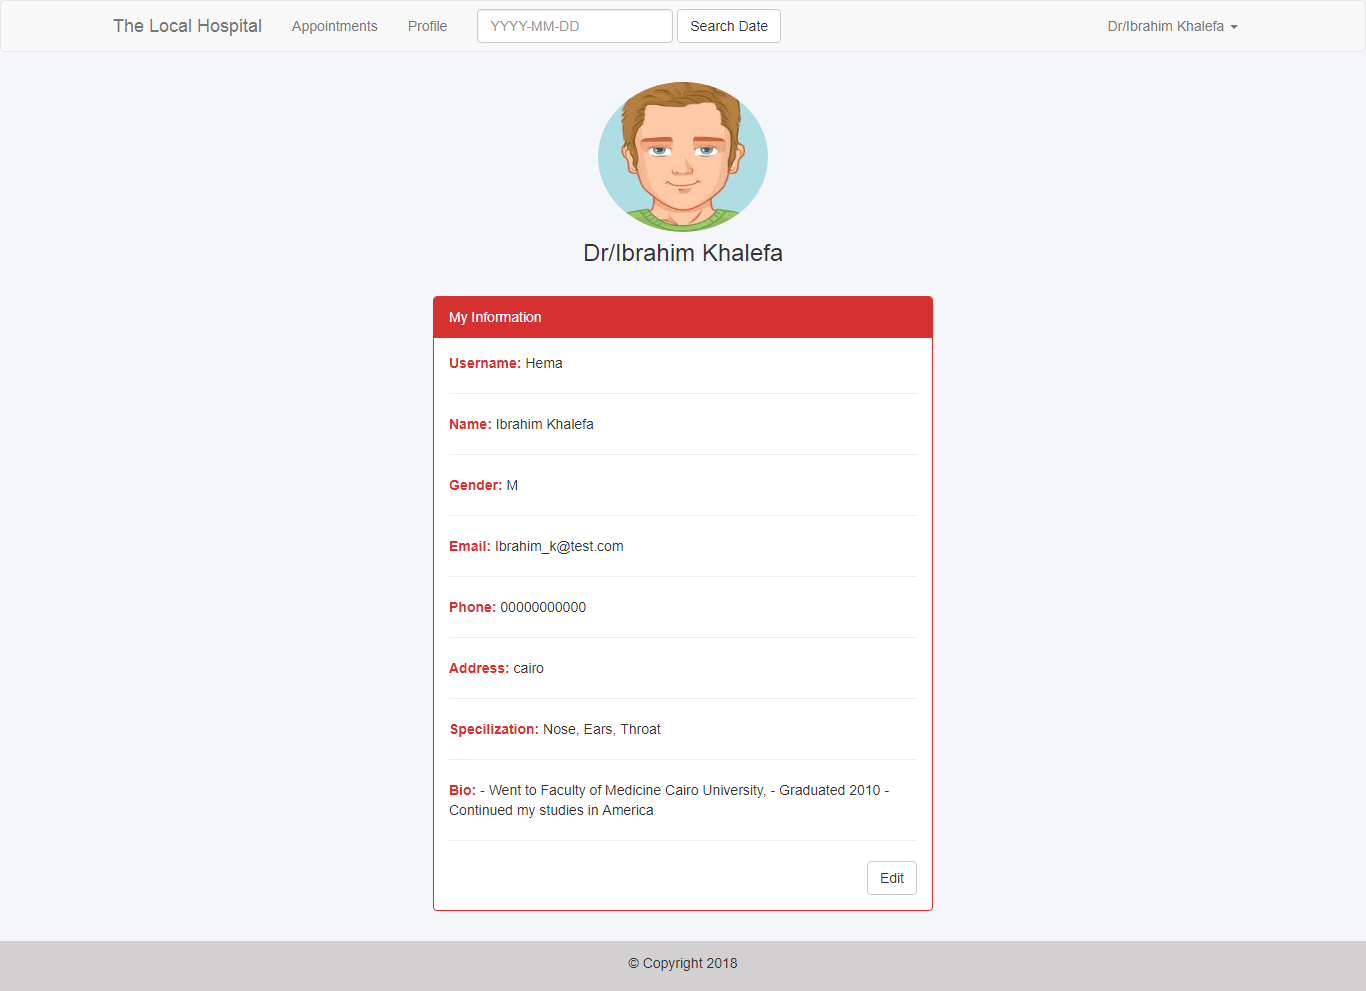 The Local Hospital Appointments Profile YYYY-MM-DD Search Date Dr/Ibrahim Khalefa
Dr/Ibrahim Khalefa
My Information
Username: Hema
Name: Ibrahim Khalefa
Gender: M
Email: Ibrahim_k@test.com
Phone: 00000000000
Address: cairo
Specilization: Nose, Ears, Throat
Bio: - Went to Faculty of Medicine Cairo University, - Graduated 2010 -
Continued my studies in America
Edit
© Copyright 2018